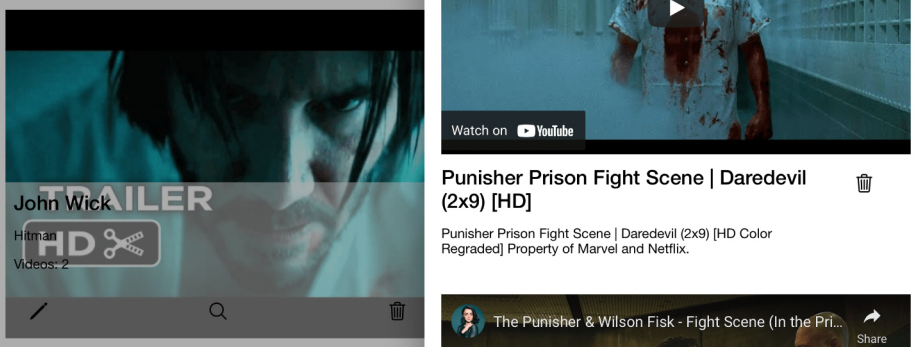 TRAILER
John Wick
Hitman
HD
Videos: 2
Watch on YouTube
Punisher Prison Fight Scene | Daredevil
(2x9) [HD]
Punisher Prison Fight Scene | Daredevil (2x9) [HD Color
Regraded] Property of Marvel and Netflix.
The Punisher & Wilson Fisk - Fight Scene (In the Pri...
Share